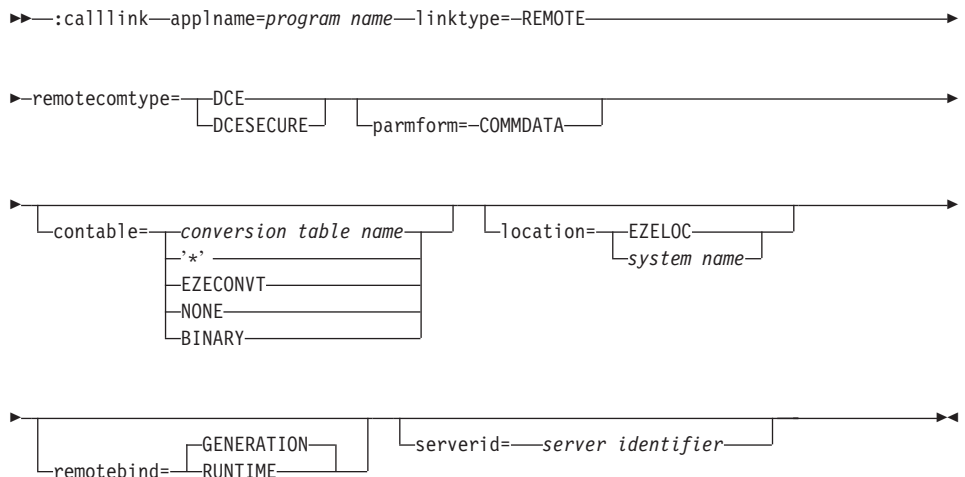 :calllink applname=program name linktype= REMOTE
remotecomtype= DCE
DCESECURE parmform= COMMDATA
contable= conversion table name location= EZELOC
'*' system name
EZECONVT
NONE
BINARY
GENERATION serverid= server identifier
remotebind= RUNTIME